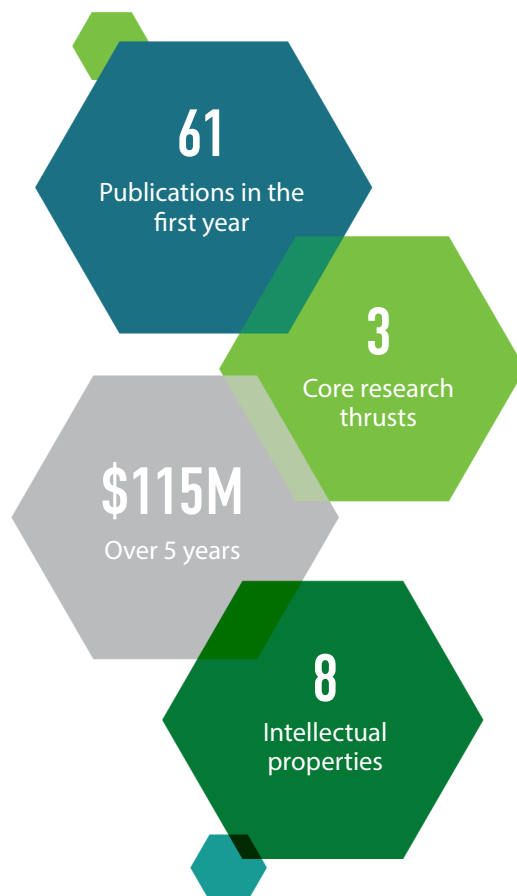 61
Publications in the
first year
3
Core research
thrusts
$115M
Over 5 years
8
Intellectual
properties